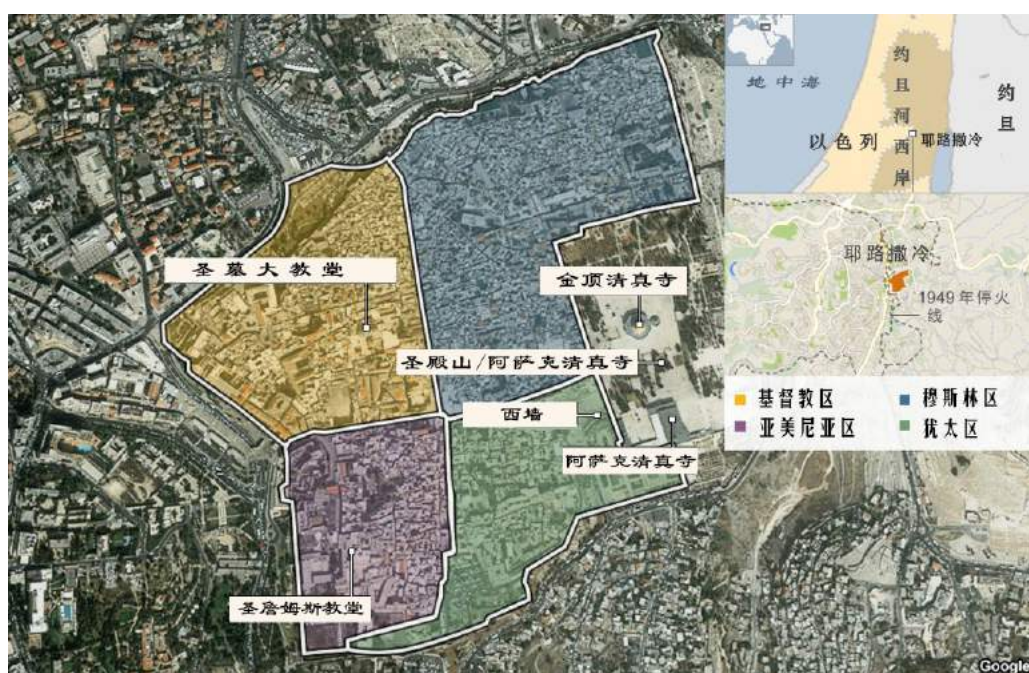 地中海
以色列
约旦河西岸
约旦
耶路撒冷
圣墓大教堂
金顶清真寺
圣殿山/阿萨克清真寺
西墙
阿萨克清真寺
圣詹姆斯教堂
耶路撒冷
1949年停火
线
基督教区
穆斯林区
亚美尼亚区
犹太区
Google